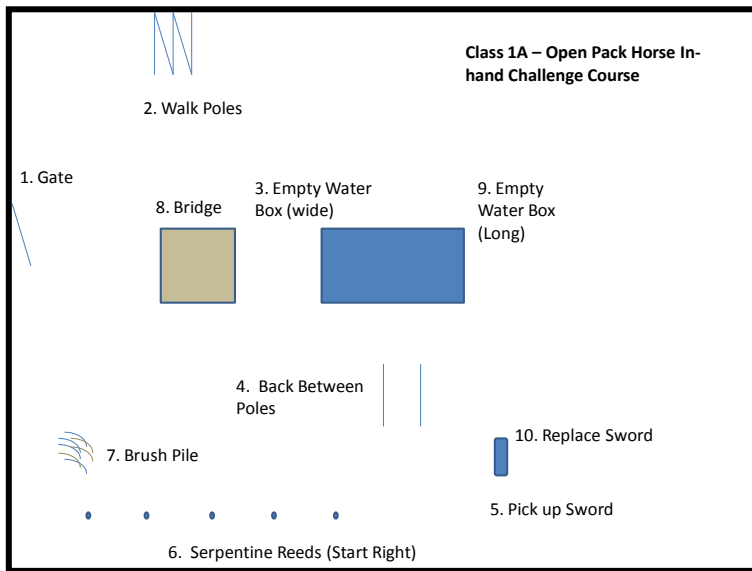 Class 1A – Open Pack Horse In-
hand Challenge Course
2. Walk Poles
1. Gate
3. Empty Water
Box (wide)
9. Empty
Water Box
(Long)
8. Bridge
4. Back Between
Poles
10. Replace Sword
7. Brush Pile
5. Pick up Sword
6. Serpentine Reeds (Start Right)